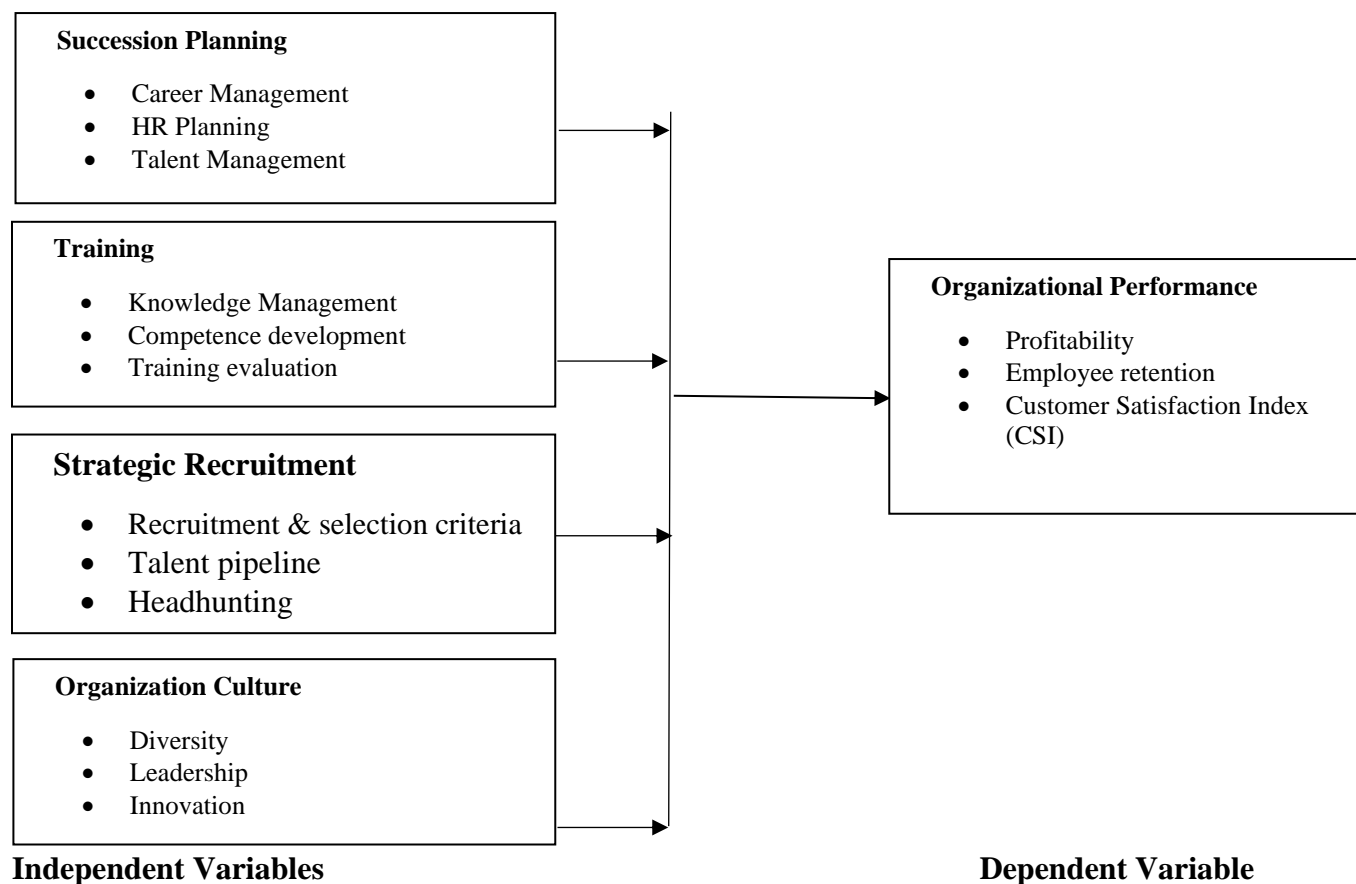 Succession Planning
• Career Management
• HR Planning
• Talent Management
Training
• Knowledge Management
• Competence development
• Training evaluation
Strategic Recruitment
• Recruitment & selection criteria
• Talent pipeline
• Headhunting
Organization Culture
• Diversity
• Leadership
• Innovation
Independent Variables
Organizational Performance
• Profitability
• Employee retention
• Customer Satisfaction Index
(CSI)
Dependent Variable